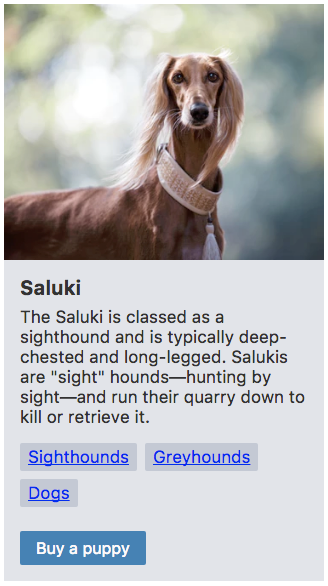 Saluki
The Saluki is classed as a
sighthound and is typically deep-
chested and long-legged. Salukis
are "sight" hounds—hunting by
sight—and run their quarry down to
kill or retrieve it.
Sighthounds Greyhounds
Dogs
Buy a puppy